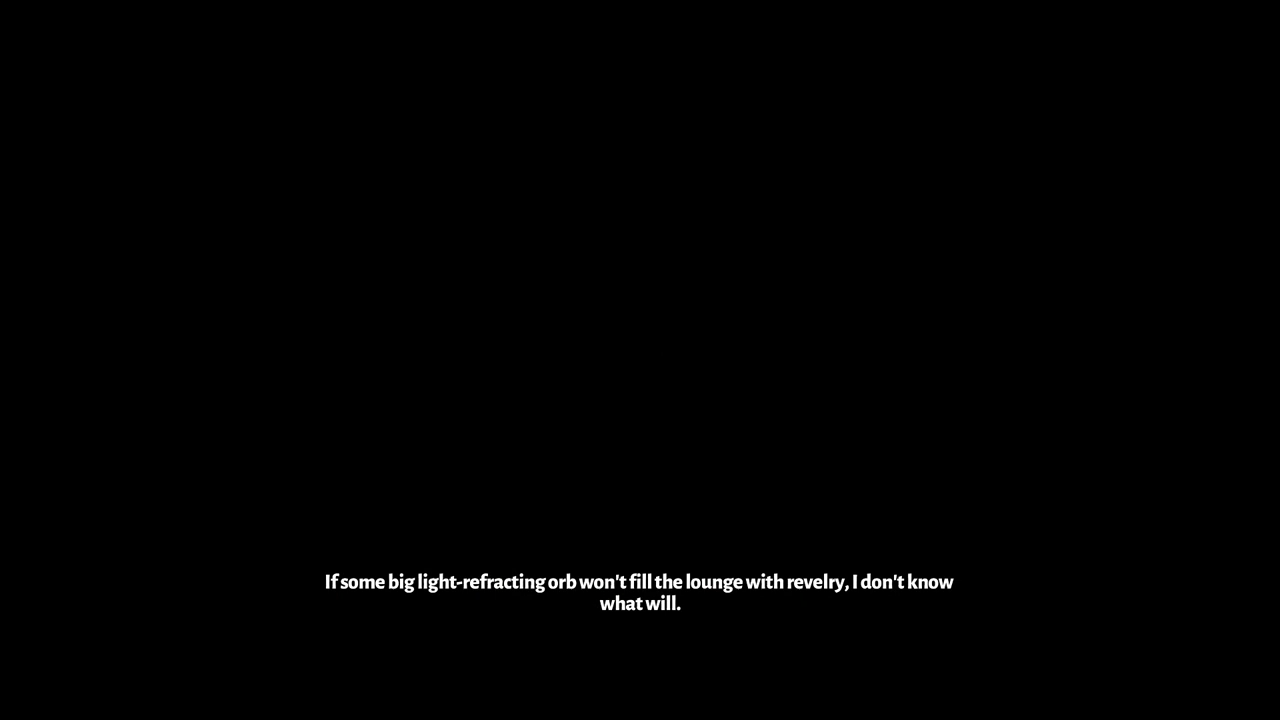 If some big light-refracting orb won't fill the lounge with revelry, I don't know
what will.